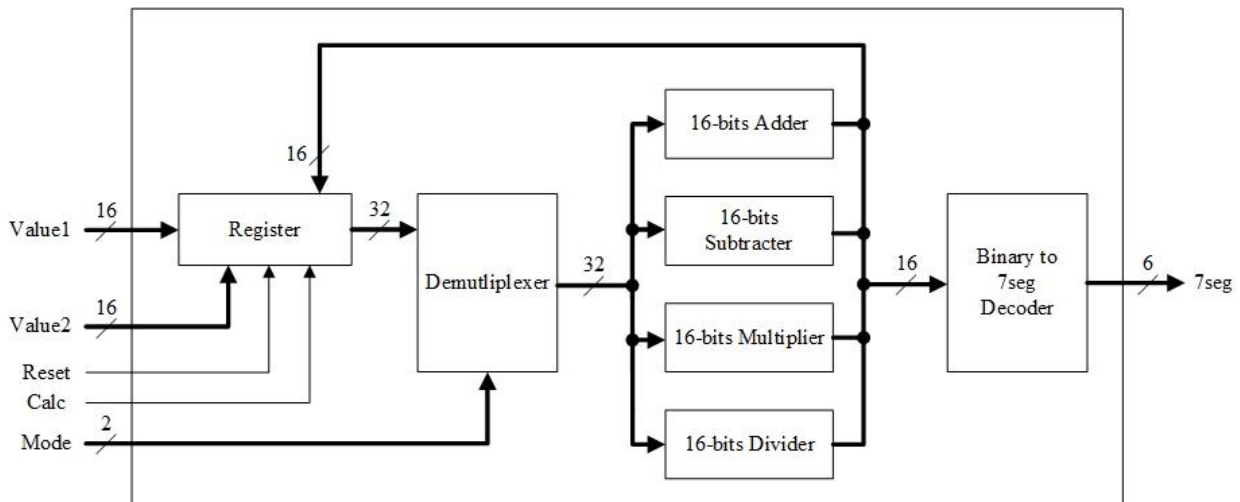 16-bits Adder
16
16
32
Value1
Register
16-bits
Subtracter
32
16
Binary to
7seg
Decoder
6
7seg
Demutliplexer
16
Value2
16-bits Multiplier
Reset
Calc
2
Mode
16-bits Divider